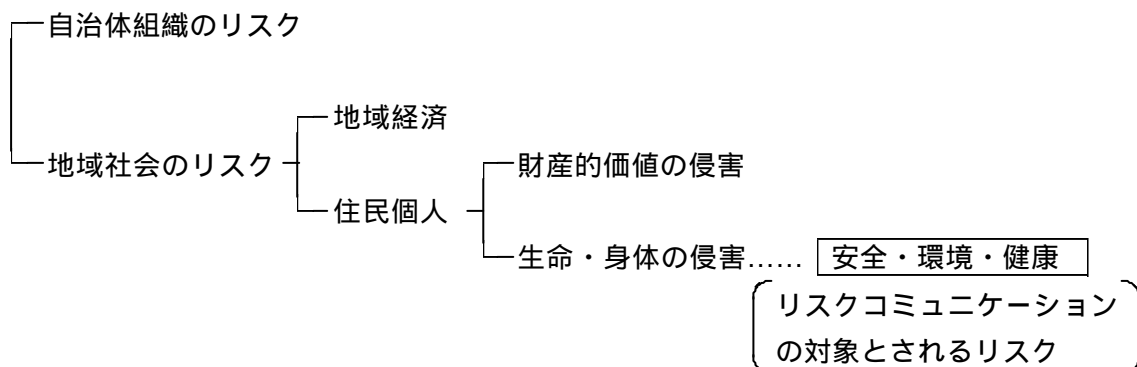 自治体組織のリスク
地域経済
地域社会のリスク
財産的価値の侵害
住民個人
生命・身体の侵害…… 安全・環境・健康
リスクコミュニケーション
の対象とされるリスク